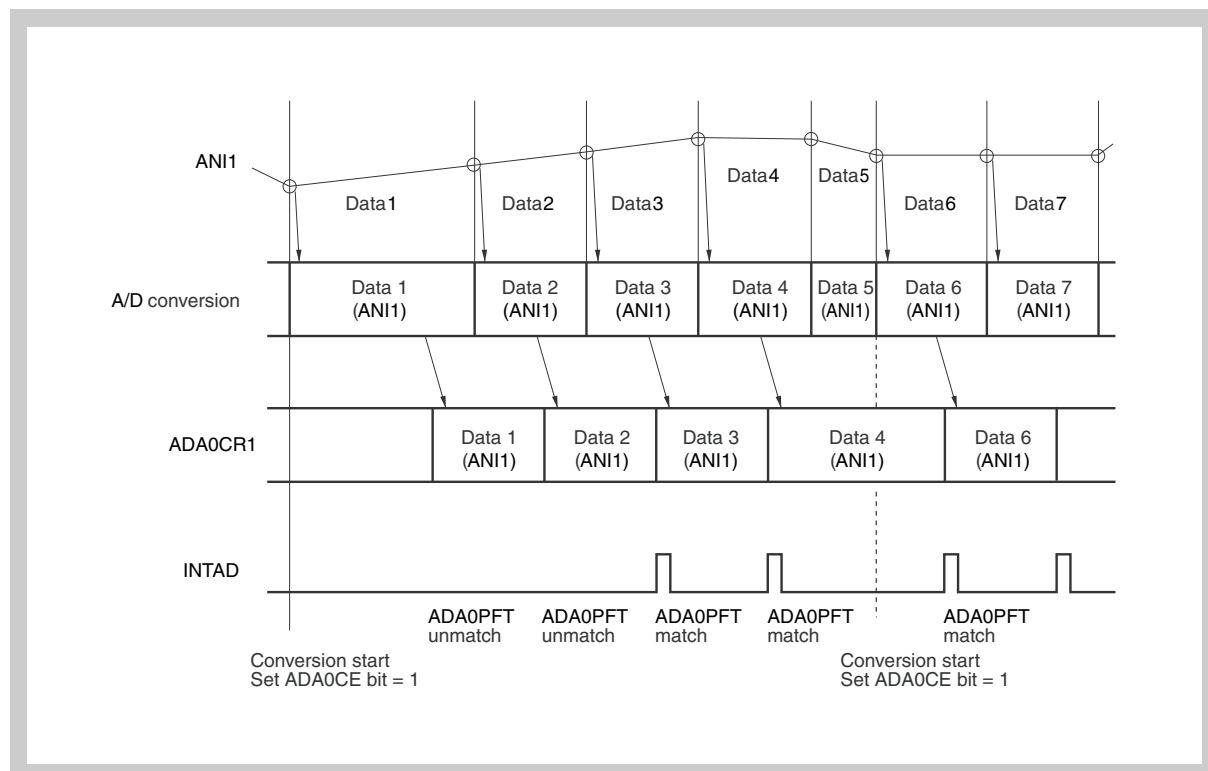 ANI1
Data1
Data2
Data3
Data4
Data5
Data6
Data7
A/D conversion
Data 1
(ANI1)
Data 2
(ANI1)
Data 3
(ANI1)
Data 4
(ANI1)
Data 5
(ANI1)
Data 6
(ANI1)
Data 7
(ANI1)
ADA0CR1
Data 1
(ANI1)
Data 2
(ANI1)
Data 3
(ANI1)
Data 4
(ANI1)
Data 6
(ANI1)
INTAD
ADA0PFT
unmatch
ADA0PFT
unmatch
ADA0PFT
match
ADA0PFT
match
ADA0PFT
match
Conversion start
Set ADA0CE bit = 1
Conversion start
Set ADA0CE bit = 1